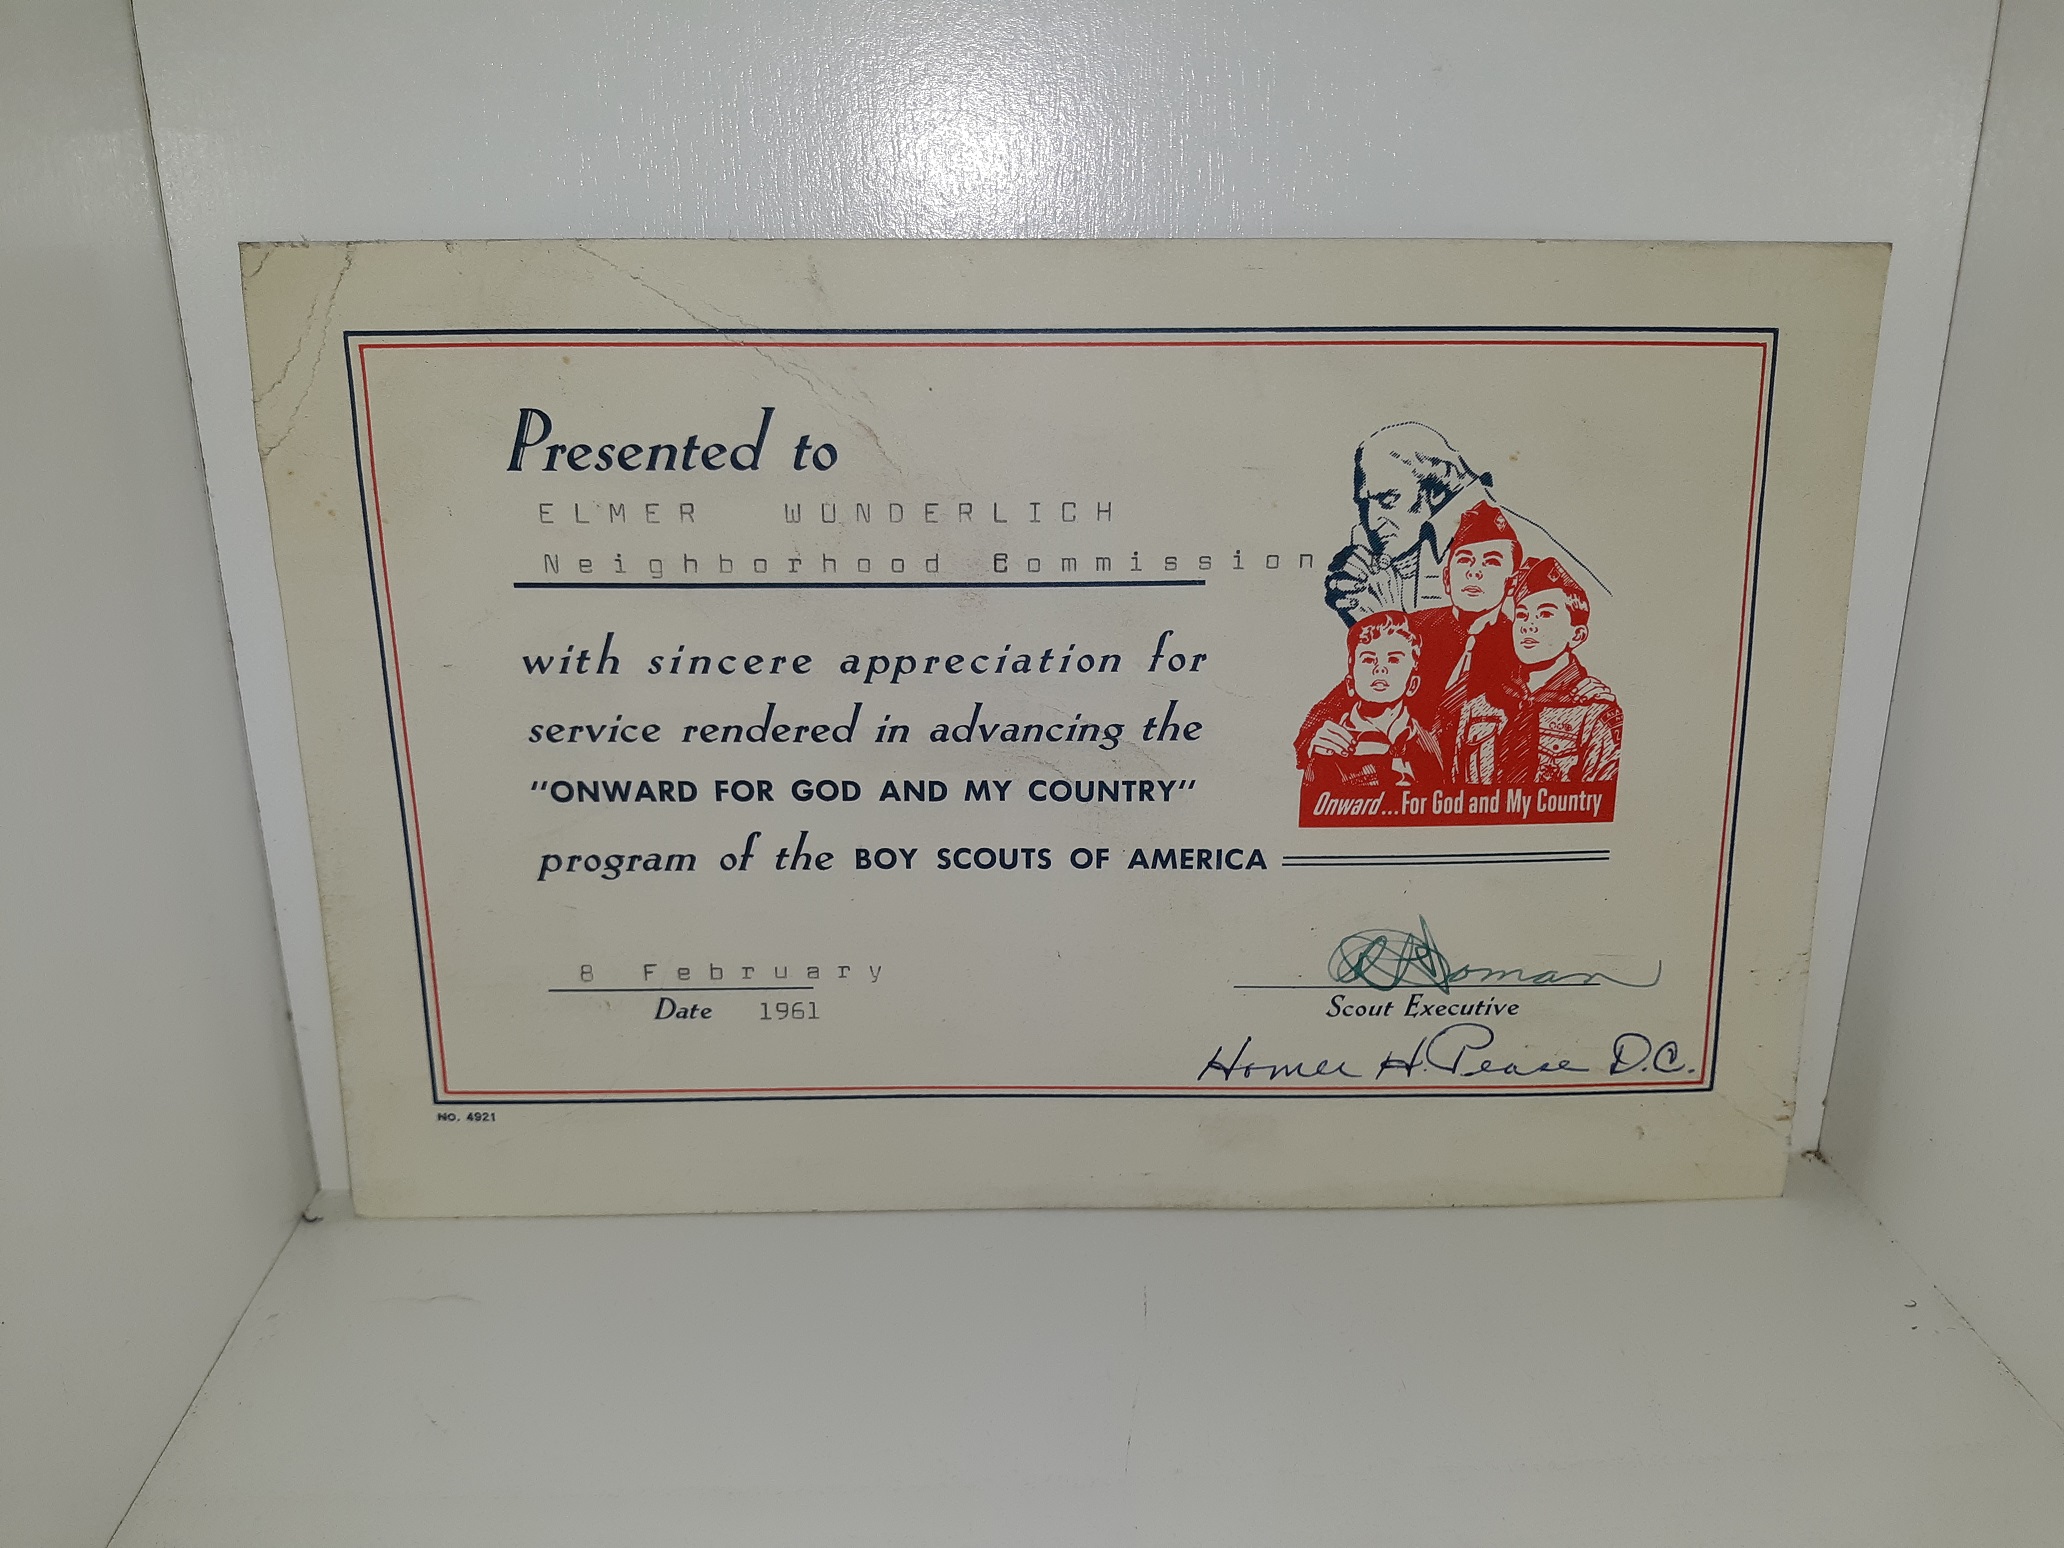 Presented to
ELMER WUNDERLICH
Neighborhood Commission
with sincere appreciation for
service rendered in advancing the
"ONWARD FOR GOD AND MY COUNTRY"
program of the BOY SCOUTS OF AMERICA
Onward...For God and My Country
8 February
Date 1961
Homan
Scout Executive
Homer H. Pease D.C.
NO. 4921